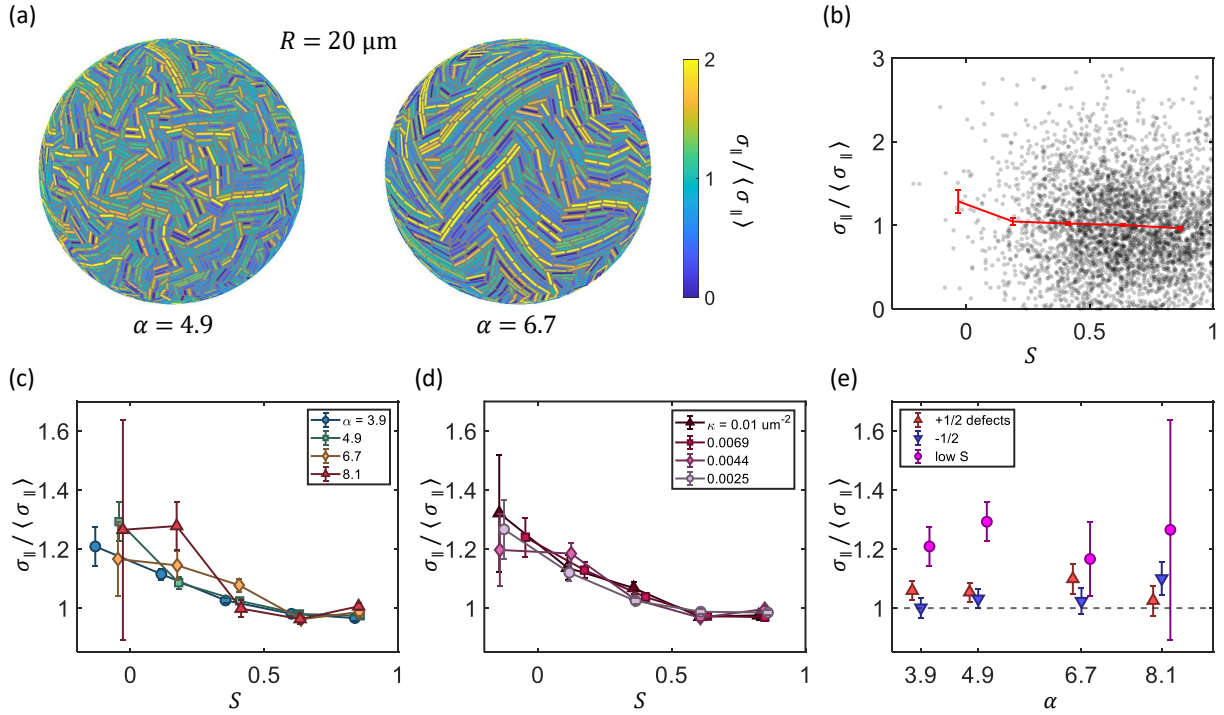 (a)
R = 20 μm
α = 4.9
α = 6.7
2
1
0
σ∥ / ⟨ σ∥ ⟩
(b)
3
2
1
0
σ∥ / ⟨ σ∥ ⟩
0 0.5 1
S
(c)
1.6
1.4
1.2
1
σ∥ / ⟨ σ∥ ⟩
α = 3.9
4.9
6.7
8.1
0 0.5 1
S
(d)
1.6
1.4
1.2
1
σ∥ / ⟨ σ∥ ⟩
κ = 0.01 um⁻²
0.0069
0.0044
0.0025
0 0.5 1
S
(e)
1.6
1.4
1.2
1
σ∥ / ⟨ σ∥ ⟩
+1/2 defects
-1/2
low S
3.9 4.9 6.7 8.1
α